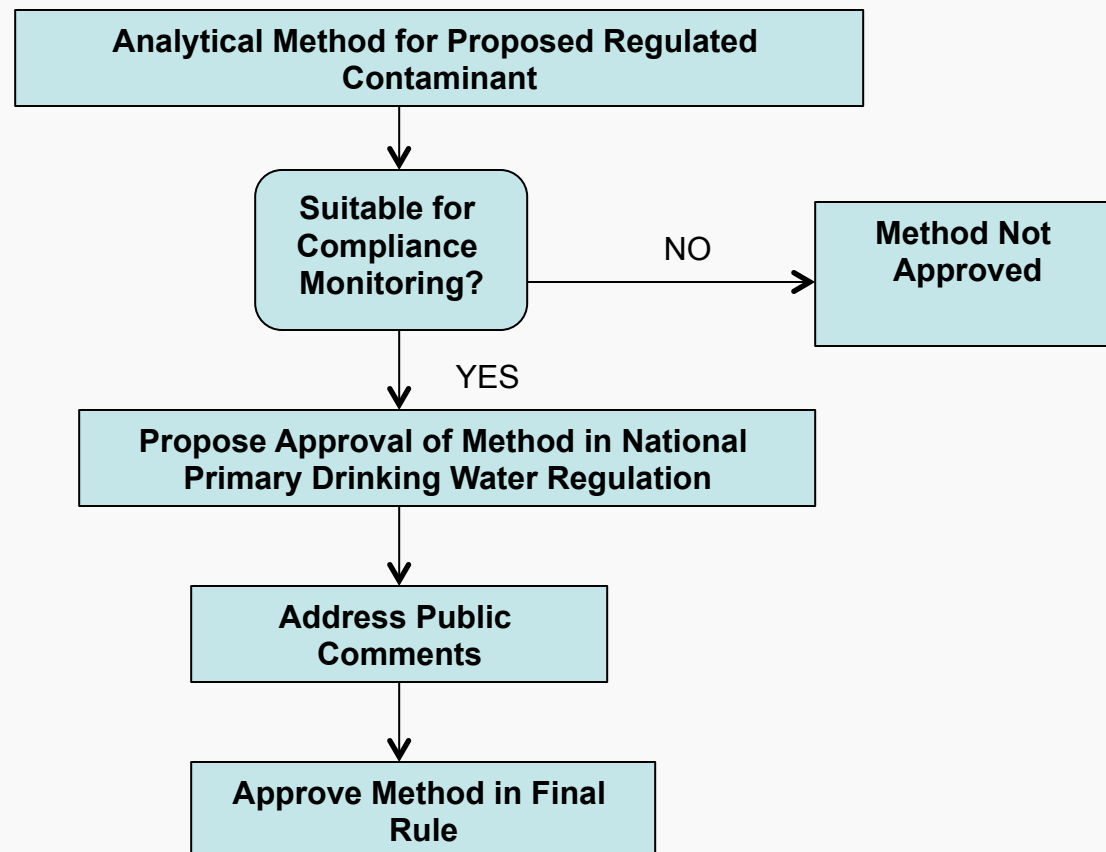 Analytical Method for Proposed Regulated
Contaminant
Suitable for
Compliance
Monitoring?
NO
Method Not
Approved
YES
Propose Approval of Method in National
Primary Drinking Water Regulation
Address Public
Comments
Approve Method in Final
Rule